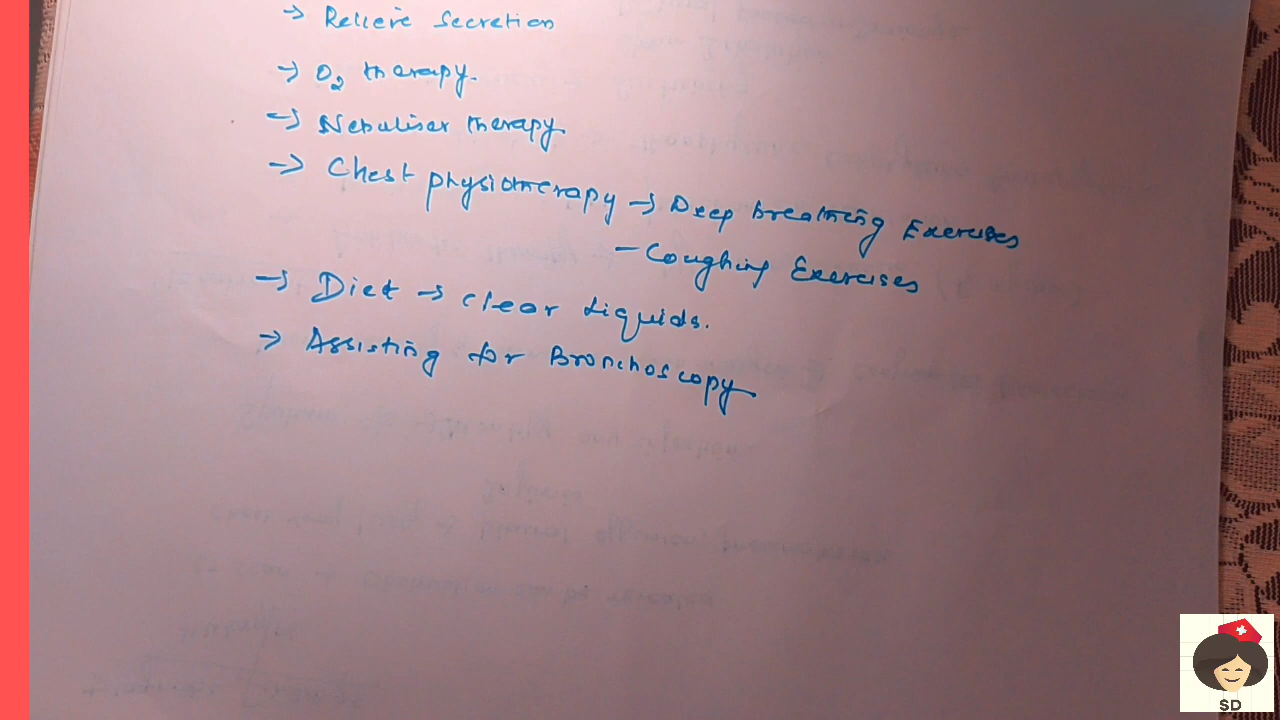 → Relieve Secretion
→ O₂ therapy.
→ Nebuliser therapy
→ Chest physiotherapy → Deep Breathing Exercises
– Coughing Exercises
→ Diet → clear liquids.
→ Assisting for Bronchoscopy
SD